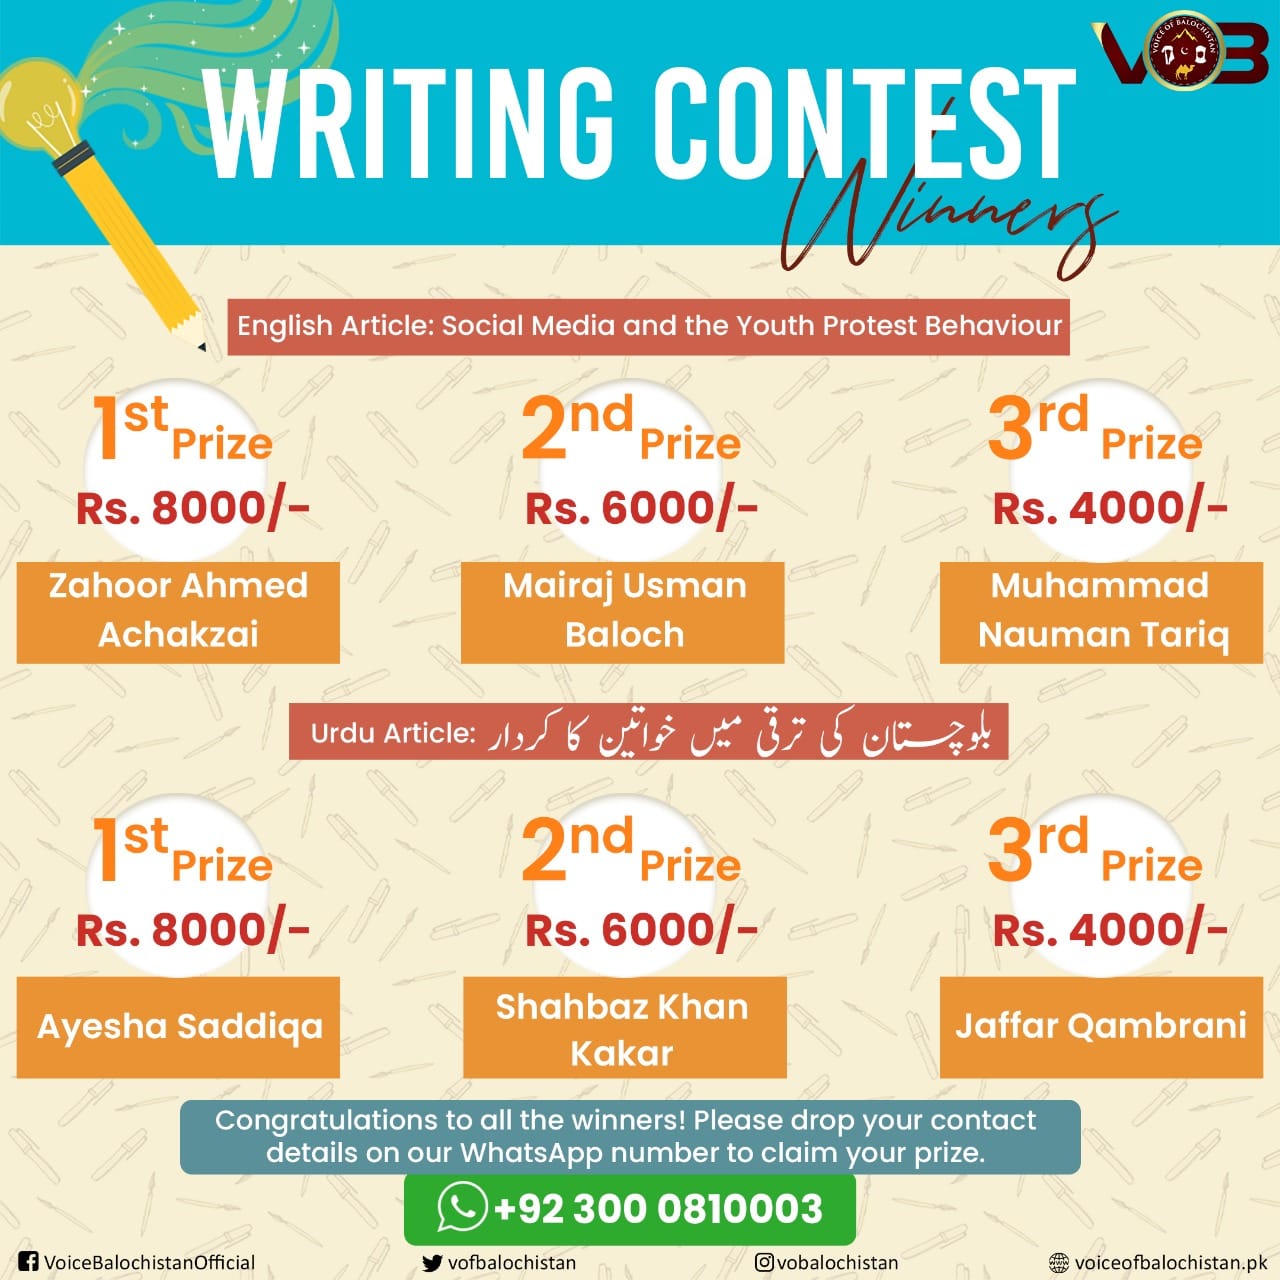 VOB
VOICE OF BALOCHISTAN
WRITING CONTEST
Winners
English Article: Social Media and the Youth Protest Behaviour
1st Prize
Rs. 8000/-
Zahoor Ahmed
Achakzai
2nd Prize
Rs. 6000/-
Mairaj Usman
Baloch
3rd Prize
Rs. 4000/-
Muhammad
Nauman Tariq
Urdu Article: بلوچستان کی ترقی میں خواتین کا کردار
1st Prize
Rs. 8000/-
Ayesha Saddiqa
2nd Prize
Rs. 6000/-
Shahbaz Khan
Kakar
3rd Prize
Rs. 4000/-
Jaffar Qambrani
Congratulations to all the winners! Please drop your contact
details on our WhatsApp number to claim your prize.
+92 300 0810003
VoiceBalochistanOfficial
vofbalochistan
vobalochistan
voiceofbalochistan.pk